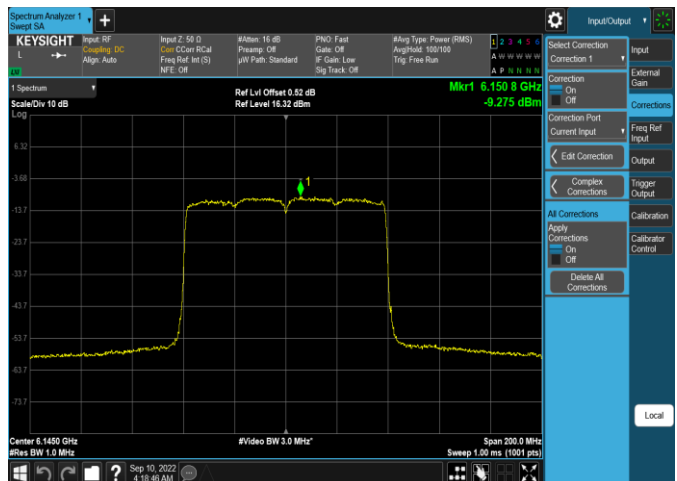 Spectrum Analyzer 1
Swept SA
Input/Output
KEYSIGHT
L
Input: RF
Coupling: DC
Align: Auto
Input Z: 50 Ω
Corr CCorr RCal
Freq Ref: Int (S)
NFE: Off
#Atten: 16 dB
Preamp: Off
µW Path: Standard
PNO: Fast
Gate: Off
IF Gain: Low
Sig Track: Off
#Avg Type: Power (RMS)
Avg|Hold: 100/100
Trig: Free Run
1 2 3 4 5 6
A W W W W W
A P N N N N
1 Spectrum
Scale/Div 10 dB
Log
Ref Lvl Offset 0.52 dB
Ref Level 16.32 dBm
Mkr1 6.150 8 GHz
-9.275 dBm
6.32
-3.68
-13.7
-23.7
-33.7
-43.7
-53.7
-63.7
-73.7
1
Center 6.1450 GHz
#Res BW 1.0 MHz
#Video BW 3.0 MHz*
Span 200.0 MHz
Sweep 1.00 ms (1001 pts)
Sep 10, 2022
4:18:46 AM
Select Correction
Correction 1
Correction
On
Off
Correction Port
Current Input
Edit Correction
Complex
Corrections
All Corrections
Apply
Corrections
On
Off
Delete All
Corrections
Input
External
Gain
Corrections
Freq Ref
Input
Output
Trigger
Output
Calibration
Calibrator
Control
Local